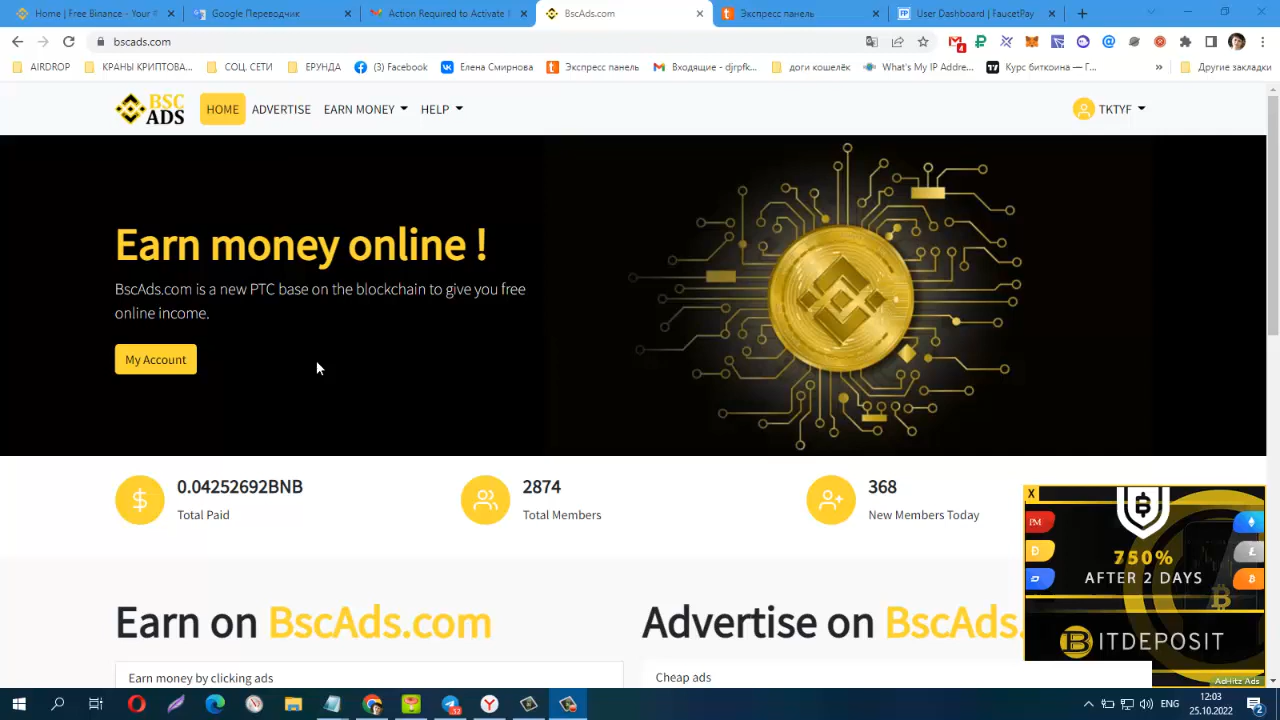 Home | Free Binance - Your
Google Переводчик
Action Required to Activate
BscAds.com
Экспресс панель
User Dashboard | FaucetPay
bscads.com
4
AIRDROP
КРАНЫ КРИПТОВА...
СОЦ. СЕТИ
ЕРУНДА
(3) Facebook
Елена Смирнова
Экспресс панель
Входящие - djrpfk...
доги кошелёк
What's My IP Addre...
Курс биткоина — Г...
»
Другие закладки
BSC
ADS
HOME
ADVERTISE
EARN MONEY
HELP
TKTYF
Earn money online !
BscAds.com is a new PTC base on the blockchain to give you free
online income.
My Account
0.04252692BNB
Total Paid
2874
Total Members
368
New Members Today
X
PM
750%
AFTER 2 DAYS
BITDEPOSIT
AdHitz Ads
Earn on BscAds.com
Advertise on BscAds.
Earn money by clicking ads
Cheap ads
12
ENG
12:03
25.10.2022
2